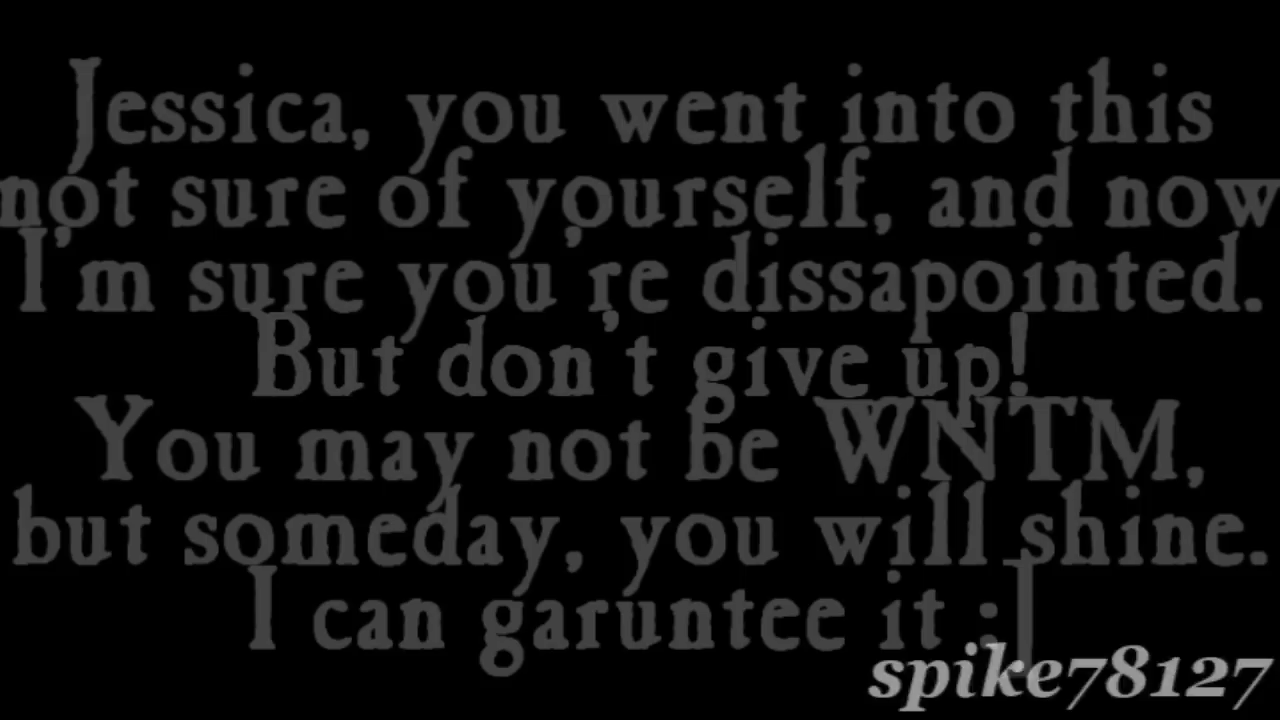 Jessica, you went into this
not sure of yourself, and now
I'm sure you're dissapointed.
But don't give up!
You may not be WNTM,
but someday, you will shine.
I can garuntee it :]
spike78127